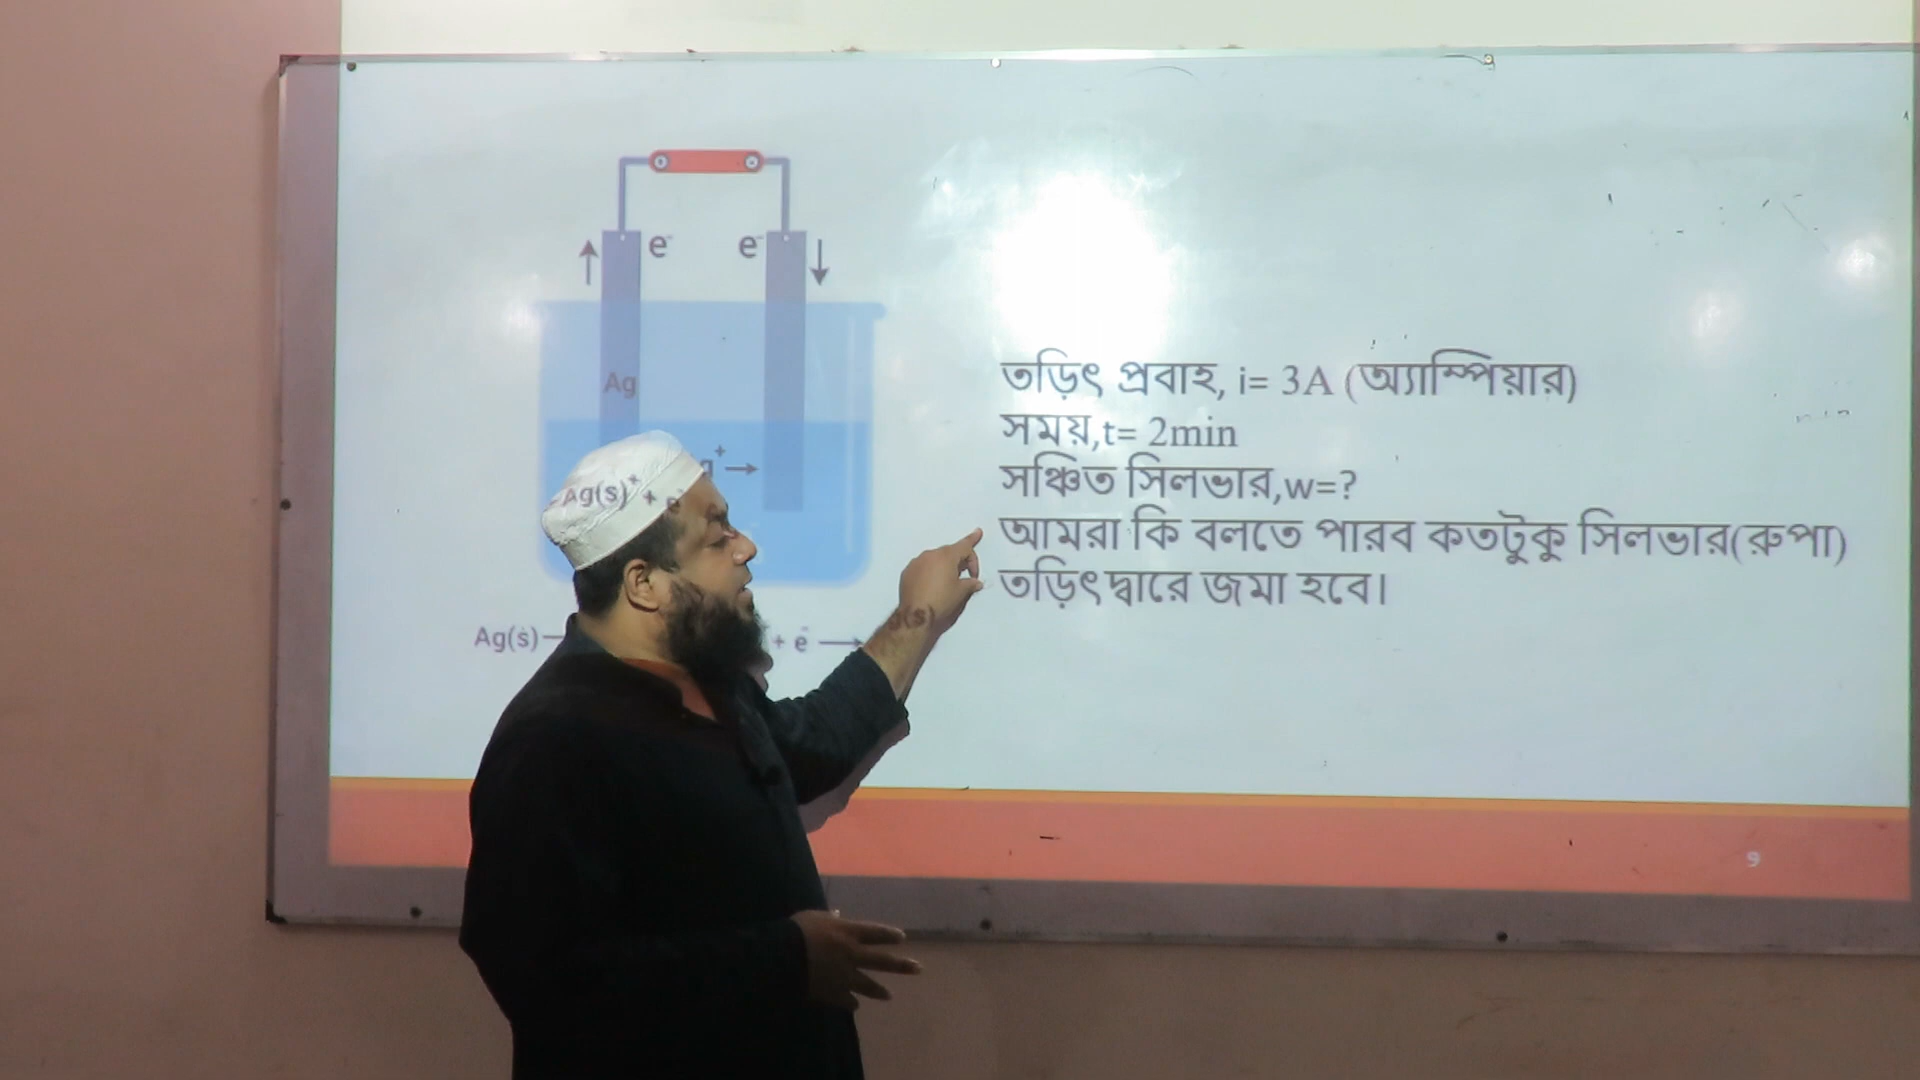 e⁻ e⁻
Ag
তড়িৎ প্রবাহ, i= 3A (অ্যাম্পিয়ার)
সময়,t= 2min
সঞ্চিত সিলভার,w=?
আমরা কি বলতে পারব কতটুকু সিলভার(রুপা)
তড়িৎদ্বারে জমা হবে।
Ag(s)⁺ + e⁻
Ag(s)
+ e⁻ → g(s)
9